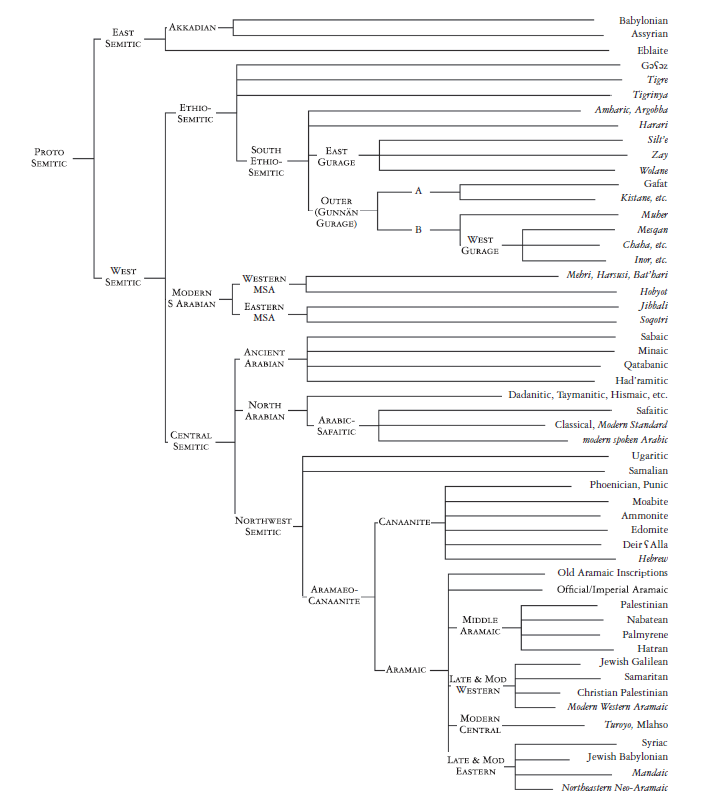 Babylonian
AKKADIAN
EAST
SEMITIC
Assyrian
Eblaite
Gəʕəz
Tigre
Tigrinya
ETHIO-
SEMITIC
Amharic, Argobba
Harari
SOUTH
ETHIO-
SEMITIC
EAST
GURAGE
Silt'e
Zay
Wolane
PROTO
SEMITIC
OUTER
(GUNNÄN
GURAGE)
A
Gafat
Kistane, etc.
B
Muher
WEST
GURAGE
Mesqan
Chaha, etc.
Inor, etc.
WEST
SEMITIC
MODERN
S ARABIAN
WESTERN
MSA
Mehri, Harsusi, Bat'hari
Hobyot
EASTERN
MSA
Jibbali
Soqotri
ANCIENT
ARABIAN
Sabaic
Minaic
Qatabanic
Had'ramitic
CENTRAL
SEMITIC
NORTH
ARABIAN
Dadanitic, Taymanitic, Hismaic, etc.
ARABIC-
SAFAITIC
Safaitic
Classical, Modern Standard
modern spoken Arabic
NORTHWEST
SEMITIC
Ugaritic
Samalian
CANAANITE
Phoenician, Punic
Moabite
Ammonite
Edomite
Deir ʕAlla
Hebrew
ARAMAEO-
CANAANITE
ARAMAIC
Old Aramaic Inscriptions
Official/Imperial Aramaic
MIDDLE
ARAMAIC
Palestinian
Nabatean
Palmyrene
Hatran
LATE & MOD
WESTERN
Jewish Galilean
Samaritan
Christian Palestinian
Modern Western Aramaic
MODERN
CENTRAL
Turoyo, Mlahso
LATE & MOD
EASTERN
Syriac
Jewish Babylonian
Mandaic
Northeastern Neo-Aramaic